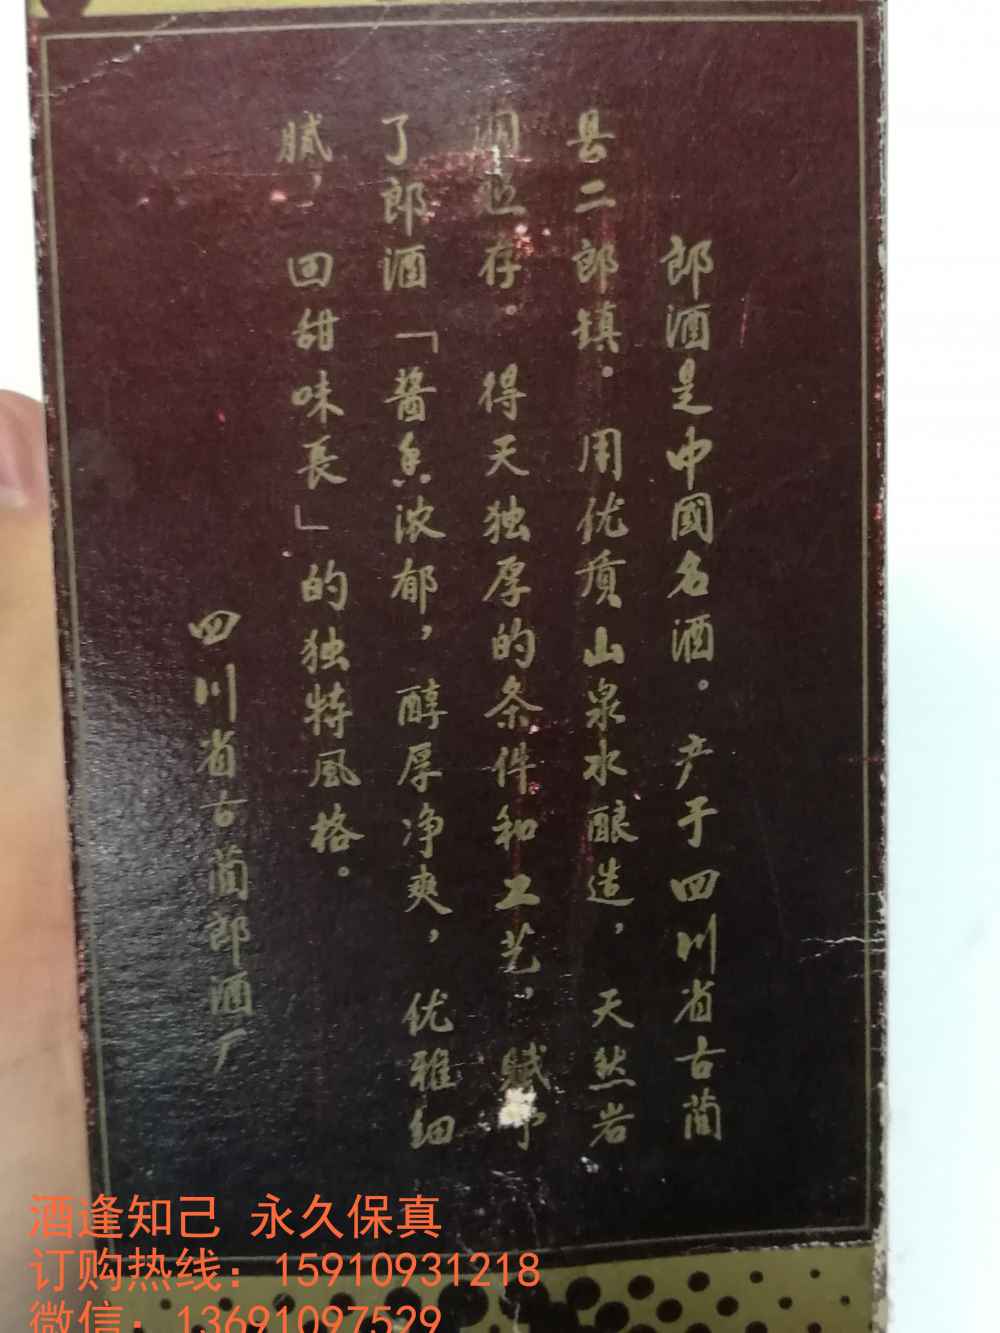 郎酒是中國名酒。产于四川省古蔺
县二郎镇。用优质山泉水酿造，天然岩
洞贮存。得天独厚的条件和工艺，赋予
了郎酒「酱香浓郁，醇厚净爽，优雅细
腻，回甜味長」的独特風格。
四川省古蔺郎酒厂
酒逢知己 永久保真
订购热线：15910931218
微信：13691097529